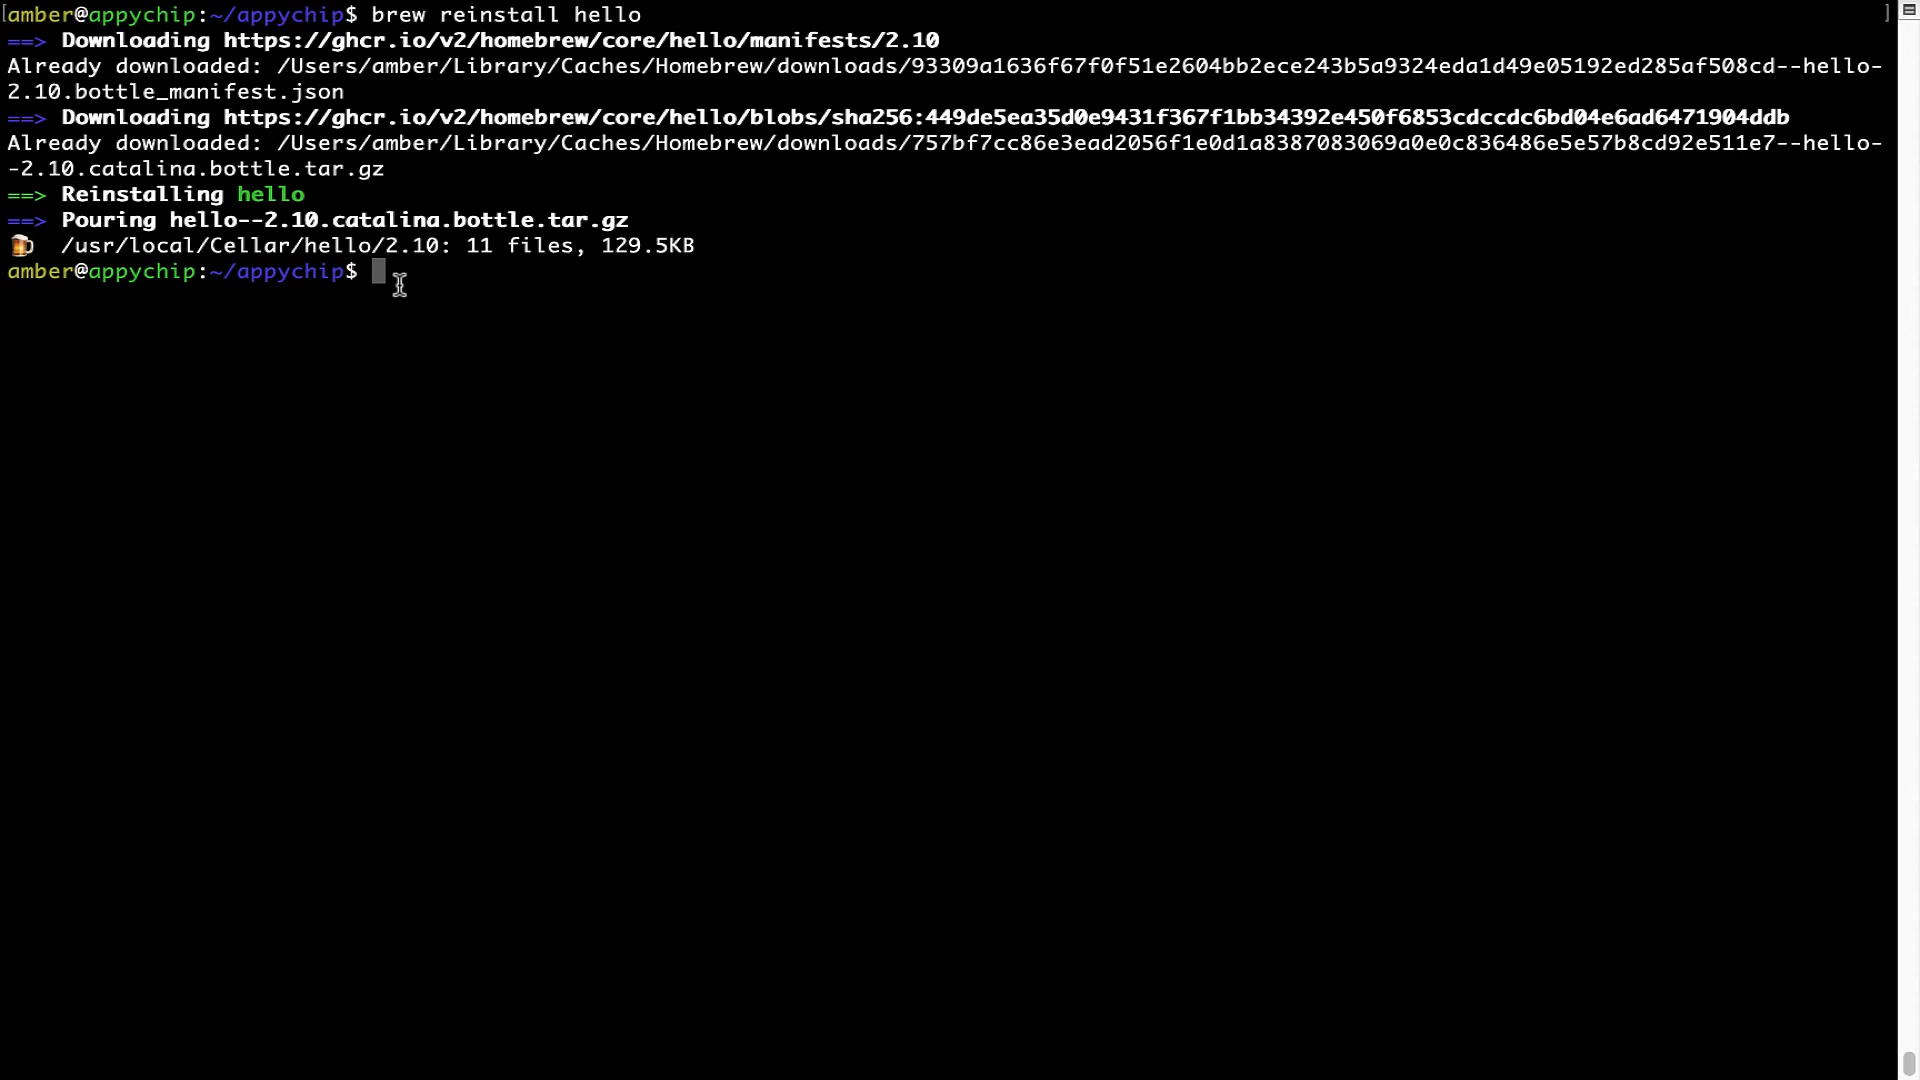 amber@appychip:~/appychip$ brew reinstall hello
==> Downloading https://ghcr.io/v2/homebrew/core/hello/manifests/2.10
Already downloaded: /Users/amber/Library/Caches/Homebrew/downloads/93309a1636f67f0f51e2604bb2ece243b5a9324eda1d49e05192ed285af508cd--hello-
2.10.bottle_manifest.json
==> Downloading https://ghcr.io/v2/homebrew/core/hello/blobs/sha256:449de5ea35d0e9431f367f1bb34392e450f6853cdccdc6bd04e6ad6471904ddb
Already downloaded: /Users/amber/Library/Caches/Homebrew/downloads/757bf7cc86e3ead2056f1e0d1a8387083069a0e0c836486e5e57b8cd92e511e7--hello-
-2.10.catalina.bottle.tar.gz
==> Reinstalling hello
==> Pouring hello--2.10.catalina.bottle.tar.gz
🍺 /usr/local/Cellar/hello/2.10: 11 files, 129.5KB
amber@appychip:~/appychip$